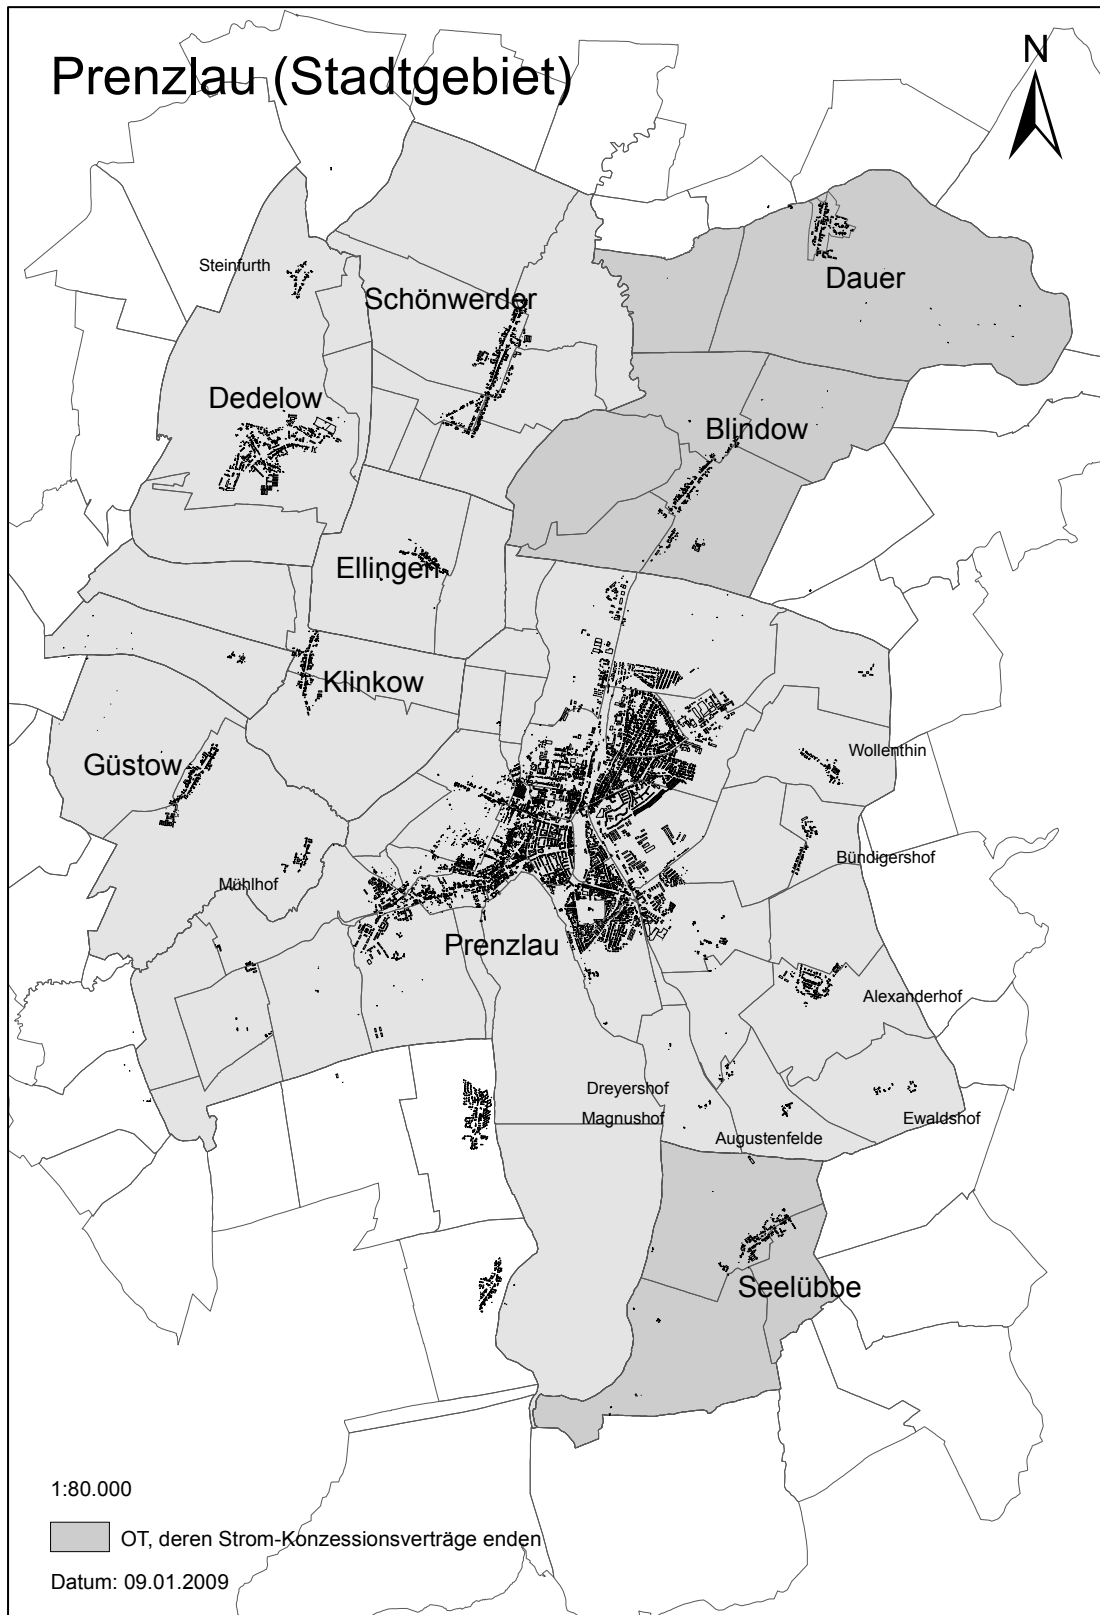 Prenzlau (Stadtgebiet)
N
Steinfurth
Schönwerder
Dauer
Dedelow
Blindow
Ellingen
Klinkow
Güstow
Wollenthin
Bündigershof
Mühlhof
Prenzlau
Alexanderhof
Dreyershof
Magnushof
Ewaldshof
Augustenfelde
Seelübbe
1:80.000
OT, deren Strom-Konzessionsverträge enden
Datum: 09.01.2009